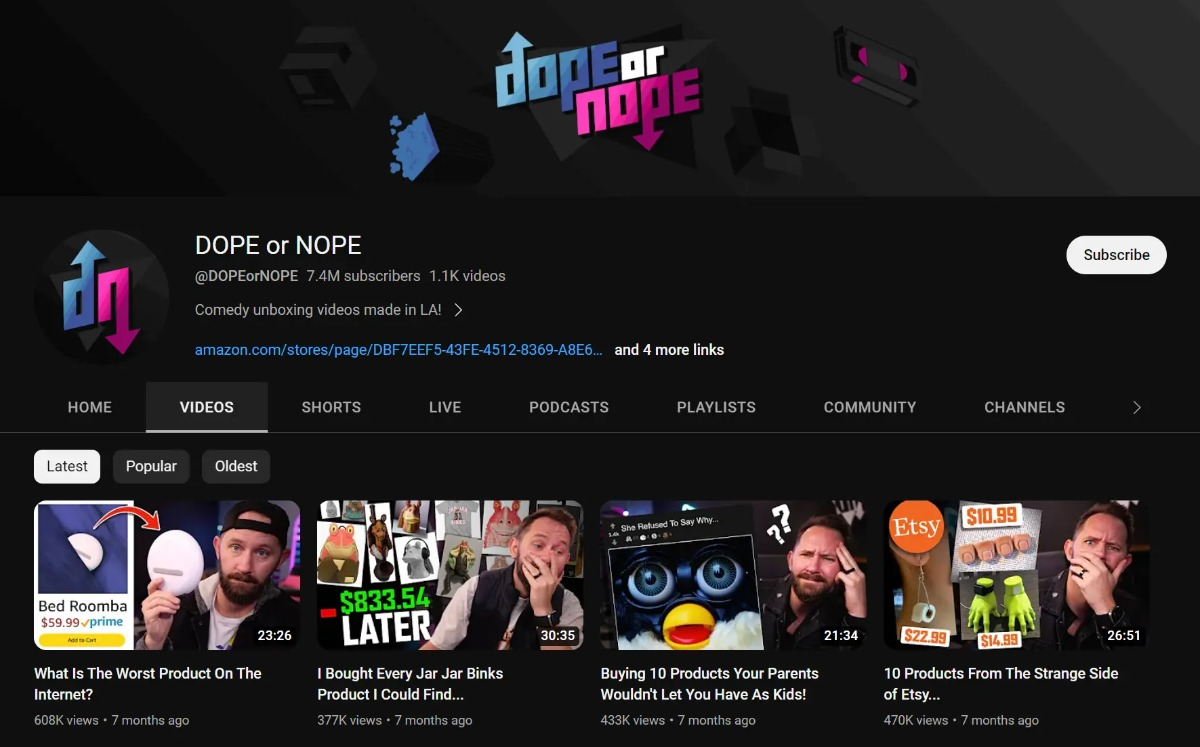 dope or
nope
dn
DOPE or NOPE
@DOPEorNOPE 7.4M subscribers 1.1K videos
Comedy unboxing videos made in LA!
amazon.com/stores/page/DBF7EEF5-43FE-4512-8369-A8E6... and 4 more links
Subscribe
HOME VIDEOS SHORTS LIVE PODCASTS PLAYLISTS COMMUNITY CHANNELS
Latest Popular Oldest
Bed Roomba
$59.99 prime
Add to Cart
23:26
$833.54
LATER
30:35
She Refused To Say Why...
??
21:34
Etsy
$10.99
$22.99
$14.99
26:51
What Is The Worst Product On The
Internet?
608K views • 7 months ago
I Bought Every Jar Jar Binks
Product I Could Find...
377K views • 7 months ago
Buying 10 Products Your Parents
Wouldn't Let You Have As Kids!
433K views • 7 months ago
10 Products From The Strange Side
of Etsy...
470K views • 7 months ago